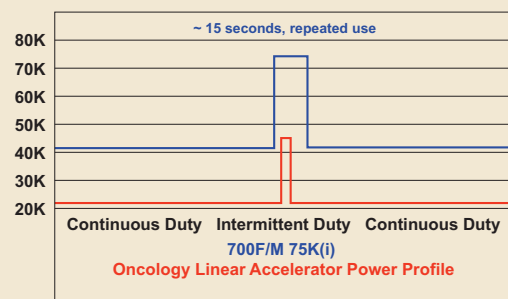 ~ 15 seconds, repeated use
80K
70K
60K
50K
40K
30K
20K
Continuous Duty Intermittent Duty Continuous Duty
700F/M 75K(i)
Oncology Linear Accelerator Power Profile